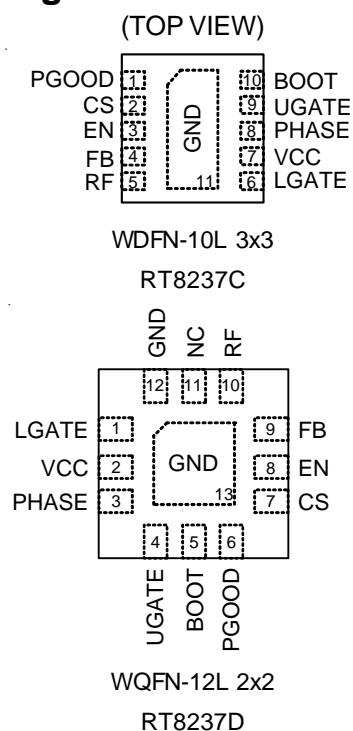 (TOP VIEW)
PGOOD 1 10 BOOT
CS 2 9 UGATE
EN 3 GND 8 PHASE
FB 4 7 VCC
RF 5 11 6 LGATE
WDFN-10L 3x3
RT8237C
GND NC RF
12 11 10
LGATE 1 9 FB
VCC 2 GND 8 EN
PHASE 3 13 7 CS
4 5 6
UGATE BOOT PGOOD
WQFN-12L 2x2
RT8237D